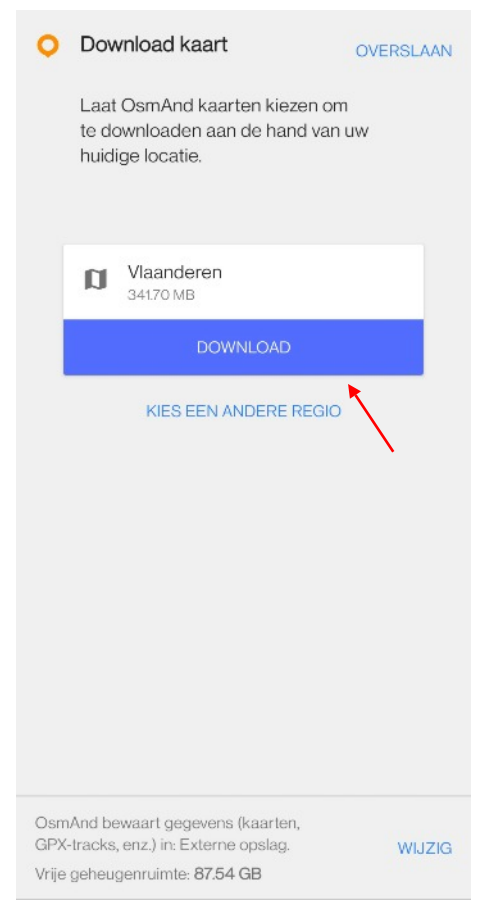 Download kaart
OVERSLAAN
Laat OsmAnd kaarten kiezen om
te downloaden aan de hand van uw
huidige locatie.
Vlaanderen
341.70 MB
DOWNLOAD
KIES EEN ANDERE REGIO
OsmAnd bewaart gegevens (kaarten,
GPX-tracks, enz.) in: Externe opslag.
WIJZIG
Vrije geheugenruimte: 87.54 GB